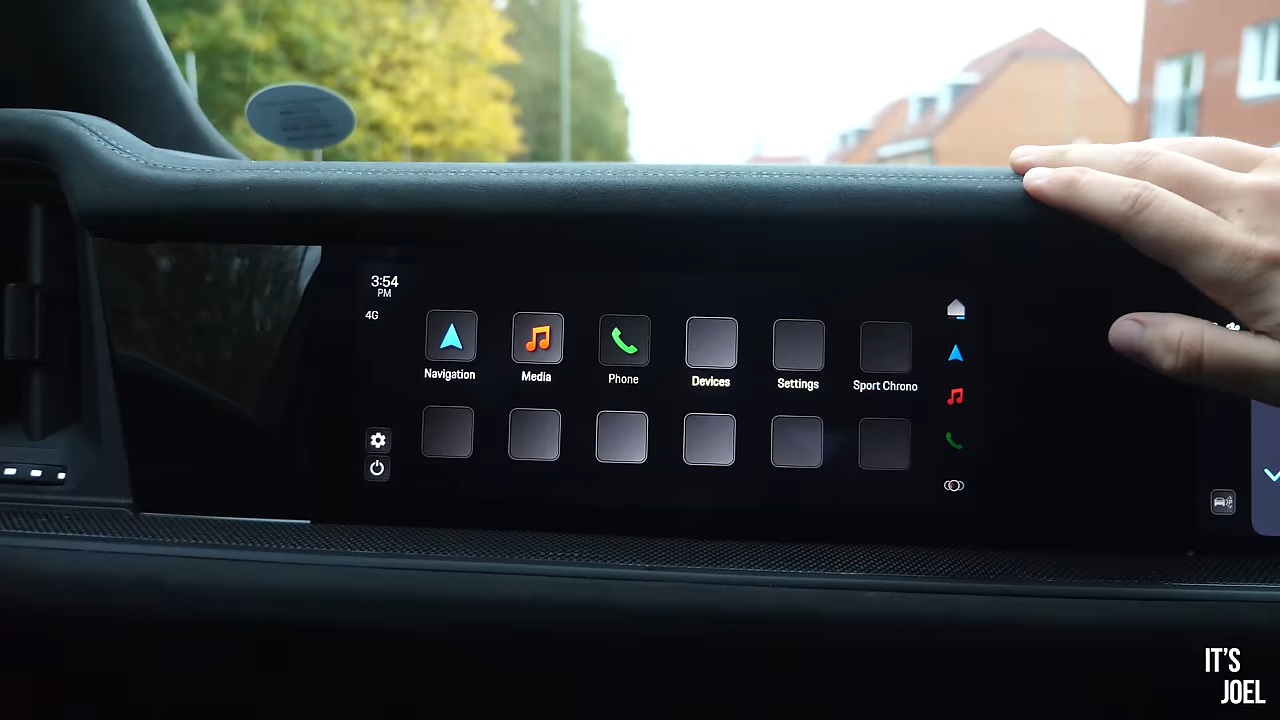 3:54
PM
4G
Navigation
Media
Phone
Devices
Settings
Sport Chrono
IT'S
JOEL